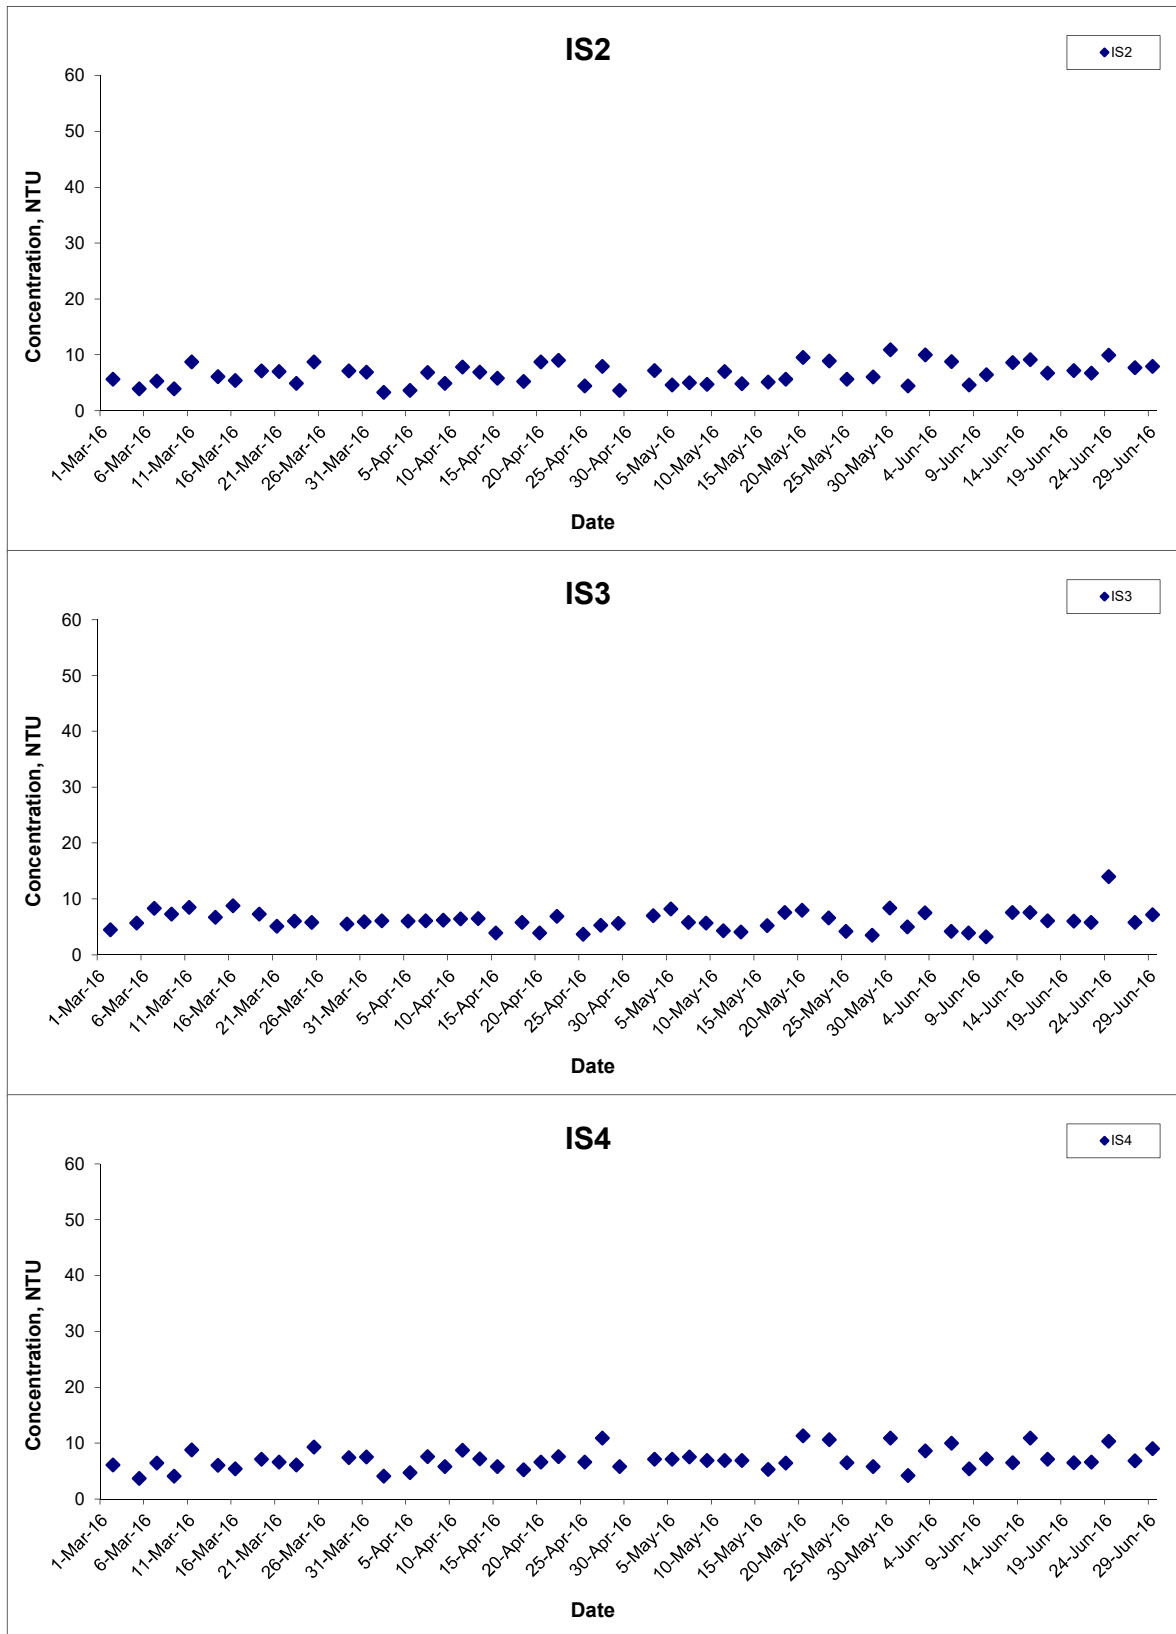 IS2
IS2
60
50
40
30
20
10
0
Concentration, NTU
1-Mar-16
6-Mar-16
11-Mar-16
16-Mar-16
21-Mar-16
26-Mar-16
31-Mar-16
5-Apr-16
10-Apr-16
15-Apr-16
20-Apr-16
25-Apr-16
30-Apr-16
5-May-16
10-May-16
15-May-16
20-May-16
25-May-16
30-May-16
4-Jun-16
9-Jun-16
14-Jun-16
19-Jun-16
24-Jun-16
29-Jun-16
Date
IS3
IS3
60
50
40
30
20
10
0
Concentration, NTU
1-Mar-16
6-Mar-16
11-Mar-16
16-Mar-16
21-Mar-16
26-Mar-16
31-Mar-16
5-Apr-16
10-Apr-16
15-Apr-16
20-Apr-16
25-Apr-16
30-Apr-16
5-May-16
10-May-16
15-May-16
20-May-16
25-May-16
30-May-16
4-Jun-16
9-Jun-16
14-Jun-16
19-Jun-16
24-Jun-16
29-Jun-16
Date
IS4
IS4
60
50
40
30
20
10
0
Concentration, NTU
1-Mar-16
6-Mar-16
11-Mar-16
16-Mar-16
21-Mar-16
26-Mar-16
31-Mar-16
5-Apr-16
10-Apr-16
15-Apr-16
20-Apr-16
25-Apr-16
30-Apr-16
5-May-16
10-May-16
15-May-16
20-May-16
25-May-16
30-May-16
4-Jun-16
9-Jun-16
14-Jun-16
19-Jun-16
24-Jun-16
29-Jun-16
Date